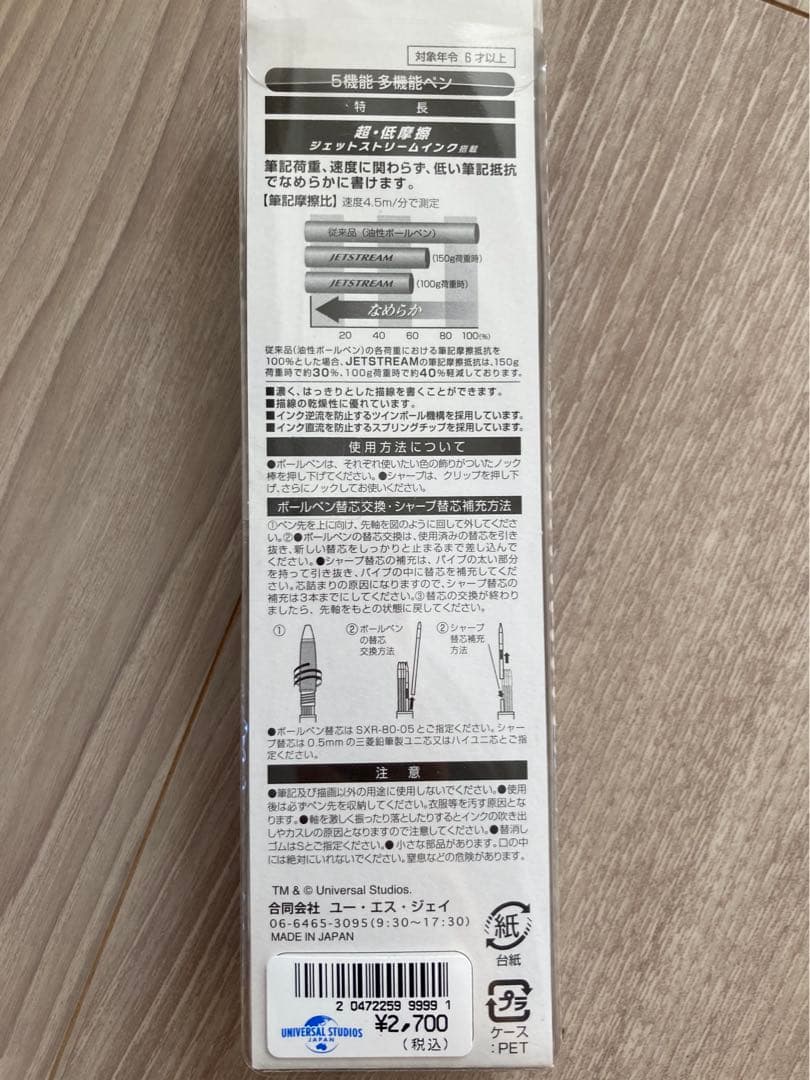 対象年令 6才以上
5機能 多機能ペン
特 長
超・低摩擦
ジェットストリームインク搭載
筆記荷重、速度に関わらず、低い筆記抵抗
でなめらかに書けます。
【筆記摩擦比】速度4.5m/分で測定
従来品(油性ボールペン)
JETSTREAM (150g荷重時)
JETSTREAM (100g荷重時)
なめらか
20 40 60 80 100(%)
従来品(油性ボールペン)の各荷重における筆記摩擦抵抗を
100%とした場合、JETSTREAMの筆記摩擦抵抗は、150g
荷重時で約30%、100g荷重時で約40%軽減しております。
■濃く、はっきりとした描線を書くことができます。
■描線の乾燥性に優れています。
■インク逆流を防止するツインボール機構を採用しています。
■インク直流を防止するスプリングチップを採用しています。
使用方法について
●ボールペンは、それぞれ使いたい色の飾りがついたノック
棒を押し下げてください。●シャープは、クリップを押し下
げ、さらにノックしてお使いください。
ボールペン替芯交換・シャープ替芯補充方法
①ペン先を上に向け、先軸を図のように回して外してくださ
い。②●ボールペンの替芯交換は、使用済みの替芯を引き
抜き、新しい替芯をしっかりと止まるまで差し込んで
ください。●シャープ替芯の補充は、パイプの太い部分
を持って引き抜き、パイプの中に替芯を補充してくだ
さい。芯詰まりの原因になりますので、シャープ替芯の
補充は3本までにしてください。③替芯の交換が終わり
ましたら、先軸をもとの状態に戻してください。
①
②ボールペン
の替芯
交換方法
②シャープ
替芯補充
方法
●ボールペン替芯は SXR-80-05とご指定ください。シャー
プ替芯は 0.5mmの三菱鉛筆製ユニ芯又はハイユニ芯とご指
定ください。
注 意
●筆記及び描画以外の用途に使用しないでください。●使用
後は必ずペン先を収納してください。衣服等を汚す原因とな
ります。●軸を激しく振ったり落としたりするとインクの吹き出
しやカスレの原因となりますので注意してください。●替消し
ゴムはSとご指定ください。●小さな部品があります。口の中
には絶対にいれないでください。窒息などの危険があります。
TM & © Universal Studios.
合同会社 ユー・エス・ジェイ
06-6465-3095(9:30〜17:30)
MADE IN JAPAN
紙
台紙
プラ
ケース
:PET
2 0472259 9999 1
UNIVERSAL STUDIOS
JAPAN
¥2,700
(税込)